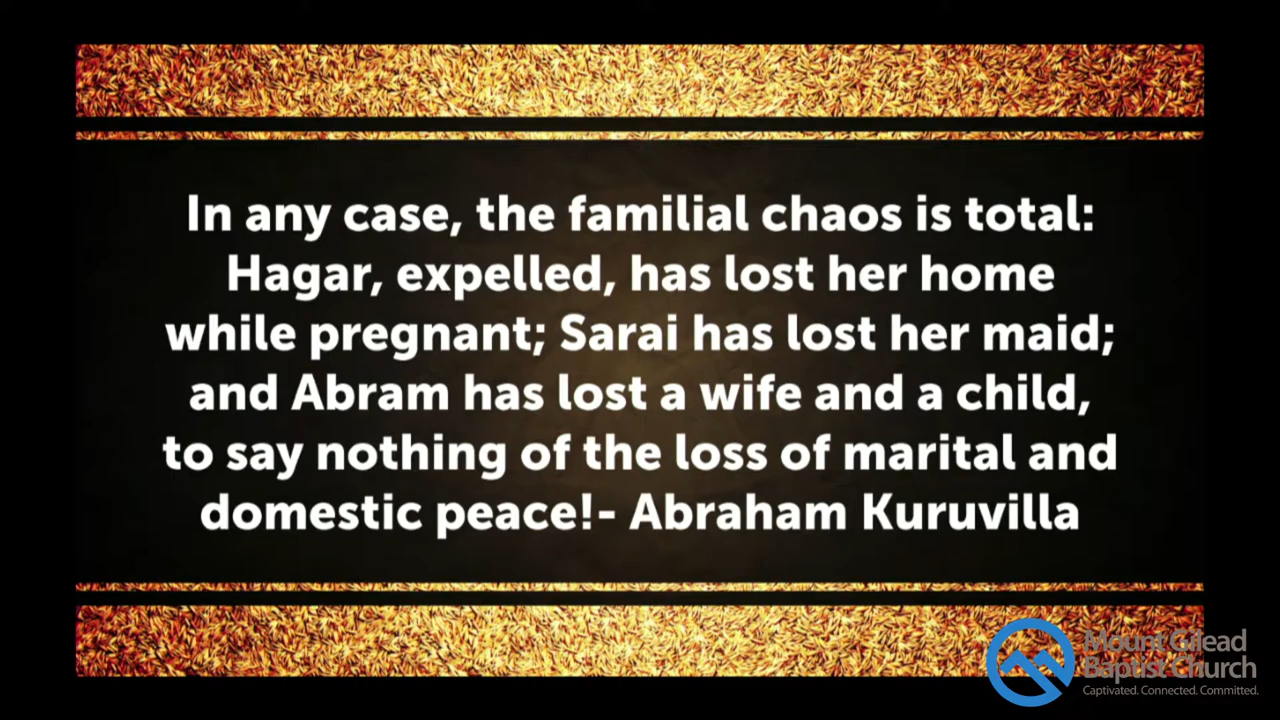 In any case, the familial chaos is total:
Hagar, expelled, has lost her home
while pregnant; Sarai has lost her maid;
and Abram has lost a wife and a child,
to say nothing of the loss of marital and
domestic peace!- Abraham Kuruvilla
Mount Gilead
Baptist Church
Captivated. Connected. Committed.